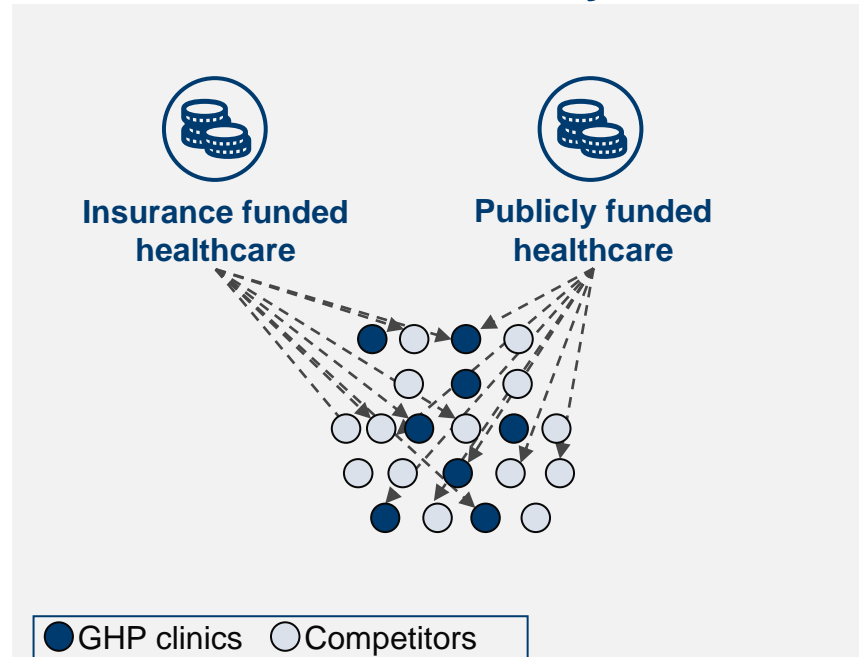 Insurance funded
healthcare
Publicly funded
healthcare
GHP clinics
Competitors